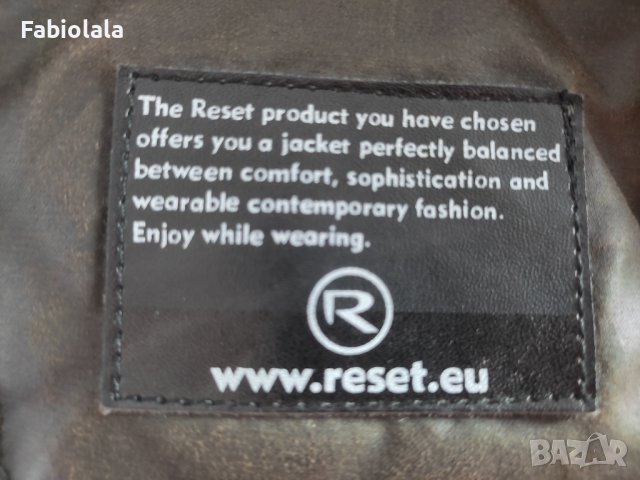 Fabiolala
The Reset product you have chosen
offers you a jacket perfectly balanced
between comfort, sophistication and
wearable contemporary fashion.
Enjoy while wearing.
R
www.reset.eu
BAZAR